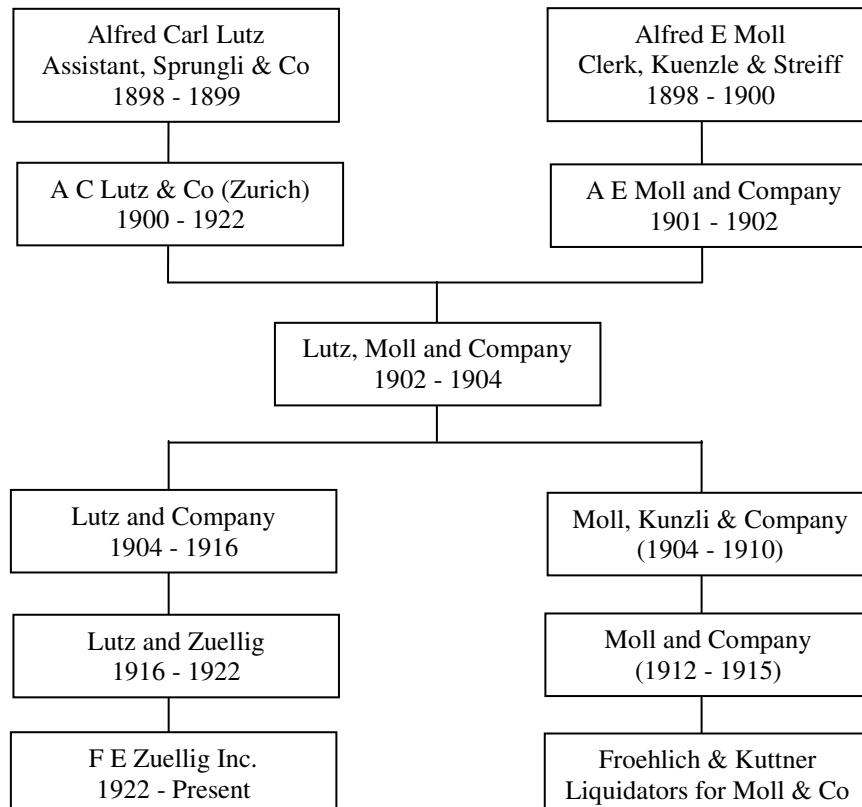 Alfred Carl Lutz
Assistant, Sprungli & Co
1898 - 1899
Alfred E Moll
Clerk, Kuenzle & Streiff
1898 - 1900
A C Lutz & Co (Zurich)
1900 - 1922
A E Moll and Company
1901 - 1902
Lutz, Moll and Company
1902 - 1904
Lutz and Company
1904 - 1916
Moll, Kunzli & Company
(1904 - 1910)
Lutz and Zuellig
1916 - 1922
Moll and Company
(1912 - 1915)
F E Zuellig Inc.
1922 - Present
Froehlich & Kuttner
Liquidators for Moll & Co